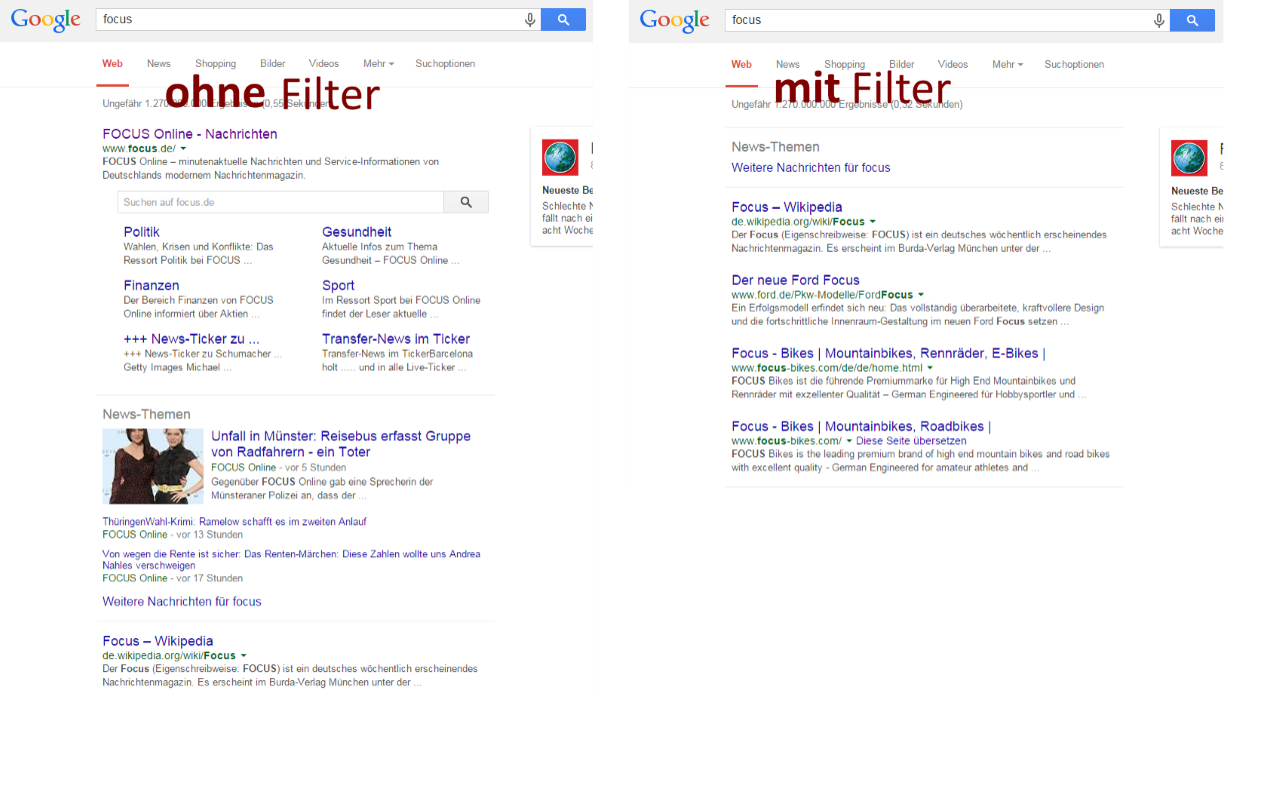 Google
focus
Web News Shopping Bilder Videos Mehr Suchoptionen
ohne Filter
Ungefähr 1.270.000.000 Ergebnisse (0,55 Sekunden)
FOCUS Online - Nachrichten
www.focus.de/
FOCUS Online – minutenaktuelle Nachrichten und Service-Informationen von
Deutschlands modernem Nachrichtenmagazin.
Suchen auf focus.de
Politik
Wahlen, Krisen und Konflikte: Das
Ressort Politik bei FOCUS ...
Gesundheit
Aktuelle Infos zum Thema
Gesundheit – FOCUS Online ...
Finanzen
Der Bereich Finanzen von FOCUS
Online informiert über Aktien ...
Sport
Im Ressort Sport bei FOCUS Online
findet der Leser aktuelle ...
+++ News-Ticker zu ...
+++ News-Ticker zu Schumacher ...
Getty Images Michael ...
Transfer-News im Ticker
Transfer-News im TickerBarcelona
holt ..... und in alle Live-Ticker ...
News-Themen
Unfall in Münster: Reisebus erfasst Gruppe
von Radfahrern - ein Toter
FOCUS Online - vor 5 Stunden
Gegenüber FOCUS Online gab eine Sprecherin der
Münsteraner Polizei an, dass der ...
ThüringenWahl-Krimi: Ramelow schafft es im zweiten Anlauf
FOCUS Online - vor 13 Stunden
Von wegen die Rente ist sicher: Das Renten-Märchen: Diese Zahlen wollte uns Andrea
Nahles verschweigen
FOCUS Online - vor 17 Stunden
Weitere Nachrichten für focus
Focus – Wikipedia
de.wikipedia.org/wiki/Focus
Der Focus (Eigenschreibweise: FOCUS) ist ein deutsches wöchentlich erscheinendes
Nachrichtenmagazin. Es erscheint im Burda-Verlag München unter der ...
Neueste Be
Schlechte N
fällt nach ei
acht Woche
Google
focus
Web News Shopping Bilder Videos Mehr Suchoptionen
mit Filter
Ungefähr 1.270.000.000 Ergebnisse (0,52 Sekunden)
News-Themen
Weitere Nachrichten für focus
Focus – Wikipedia
de.wikipedia.org/wiki/Focus
Der Focus (Eigenschreibweise: FOCUS) ist ein deutsches wöchentlich erscheinendes
Nachrichtenmagazin. Es erscheint im Burda-Verlag München unter der ...
Der neue Ford Focus
www.ford.de/Pkw-Modelle/FordFocus
Ein Erfolgsmodell erfindet sich neu: Das vollständig überarbeitete, kraftvollere Design
und die fortschrittliche Innenraum-Gestaltung im neuen Ford Focus setzen ...
Focus - Bikes | Mountainbikes, Rennräder, E-Bikes |
www.focus-bikes.com/de/de/home.html
FOCUS Bikes ist die führende Premiummarke für High End Mountainbikes und
Rennräder mit exzellenter Qualität – German Engineered für Hobbysportler und ...
Focus - Bikes | Mountainbikes, Roadbikes |
www.focus-bikes.com/ Diese Seite übersetzen
FOCUS Bikes is the leading premium brand of high end mountain bikes and road bikes
with excellent quality - German Engineered for amateur athletes and ...
Neueste Be
Schlechte N
fällt nach ei
acht Woche